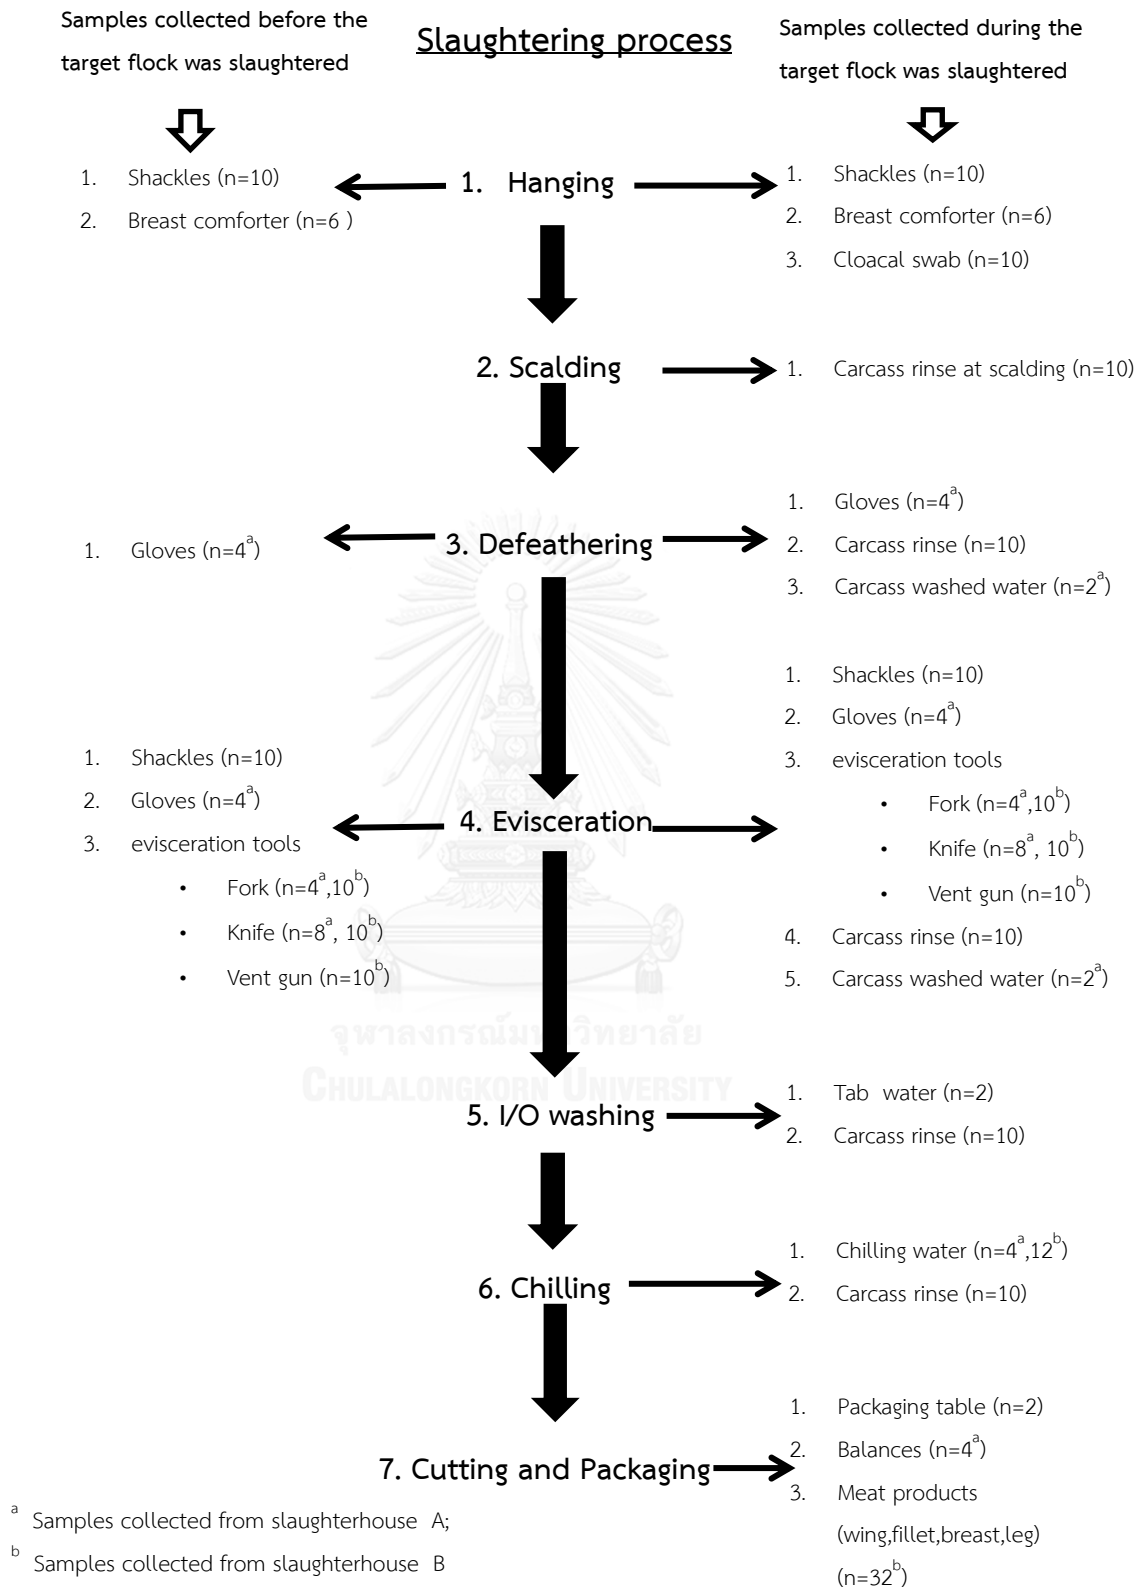 Samples collected before the
target flock was slaughtered
Slaughtering process
Samples collected during the
target flock was slaughtered
1. Shackles (n=10)
2. Breast comforter (n=6 )
1. Hanging
1. Shackles (n=10)
2. Breast comforter (n=6)
3. Cloacal swab (n=10)
2. Scalding
1. Carcass rinse at scalding (n=10)
1. Gloves (n=4a)
3. Defeathering
1. Gloves (n=4a)
2. Carcass rinse (n=10)
3. Carcass washed water (n=2a)
1. Shackles (n=10)
2. Gloves (n=4a)
3. evisceration tools
• Fork (n=4a,10b)
• Knife (n=8a, 10b)
• Vent gun (n=10b)
4. Evisceration
1. Shackles (n=10)
2. Gloves (n=4a)
3. evisceration tools
• Fork (n=4a,10b)
• Knife (n=8a, 10b)
• Vent gun (n=10b)
4. Carcass rinse (n=10)
5. Carcass washed water (n=2a)
จุฬาลงกรณ์มหาวิทยาลัย
CHULALONGKORN UNIVERSITY
5. I/O washing
1. Tab water (n=2)
2. Carcass rinse (n=10)
6. Chilling
1. Chilling water (n=4a,12b)
2. Carcass rinse (n=10)
7. Cutting and Packaging
1. Packaging table (n=2)
2. Balances (n=4a)
3. Meat products
(wing,fillet,breast,leg)
(n=32b)
a Samples collected from slaughterhouse A;
b Samples collected from slaughterhouse B